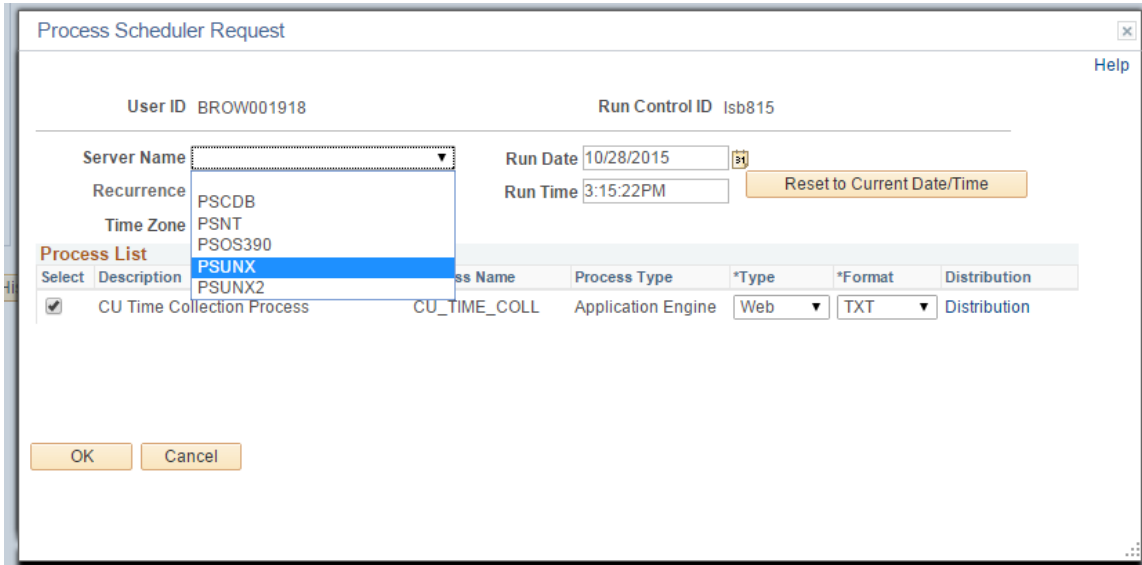 Process Scheduler Request
Help
User ID BROW001918 Run Control ID lsb815
Server Name Run Date 10/28/2015 31
Recurrence Run Time 3:15:22PM Reset to Current Date/Time
Time Zone
PSCDB
PSNT
PSOS390
PSUNX
PSUNX2
Process List
Select Description ss Name Process Type *Type *Format Distribution
CU Time Collection Process CU_TIME_COLL Application Engine Web TXT Distribution
OK Cancel